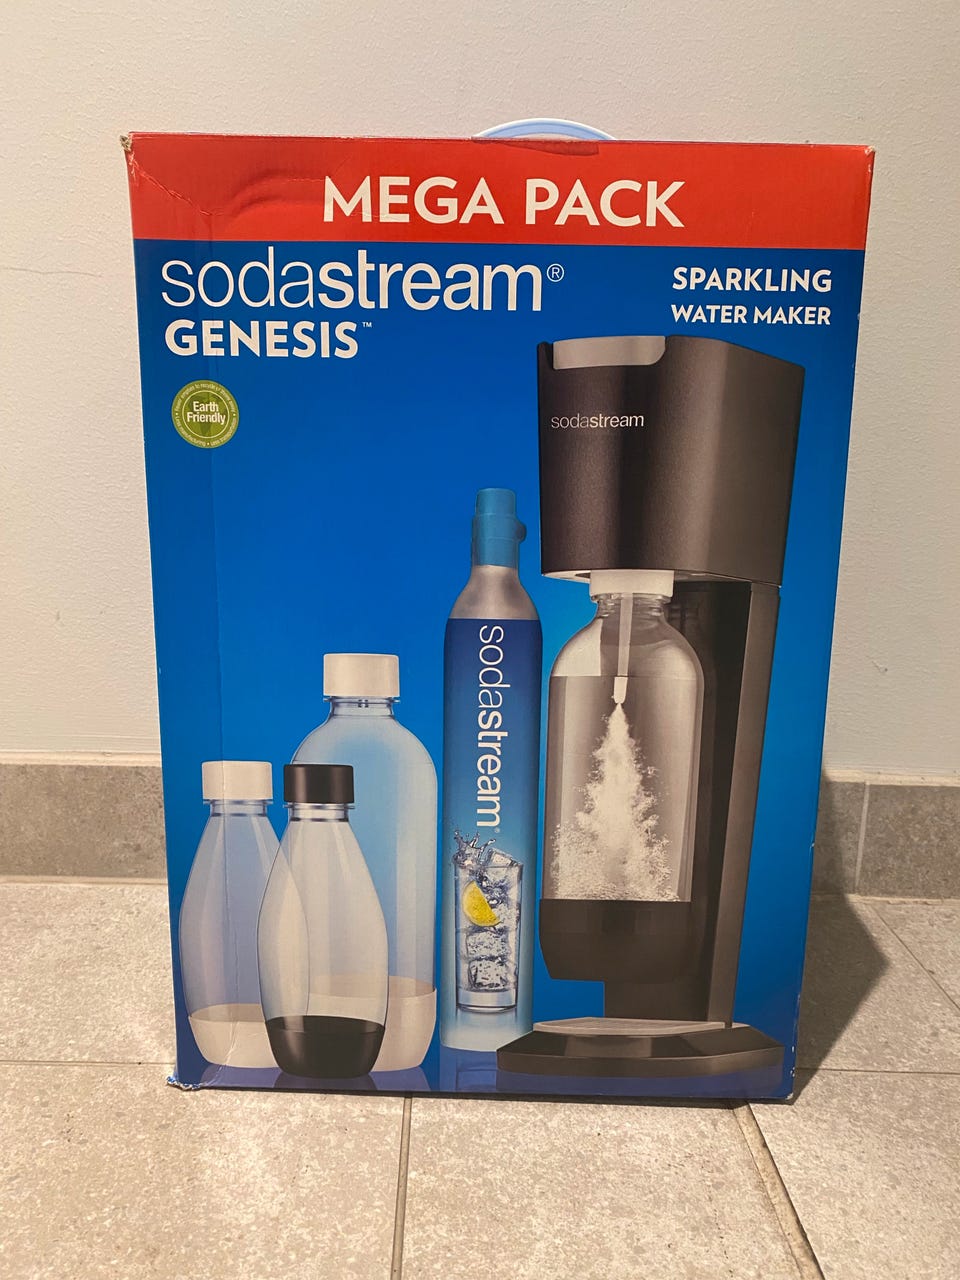 MEGA PACK
sodastream®
GENESIS™
SPARKLING
WATER MAKER
Earth
Friendly
sodastream
sodastream®